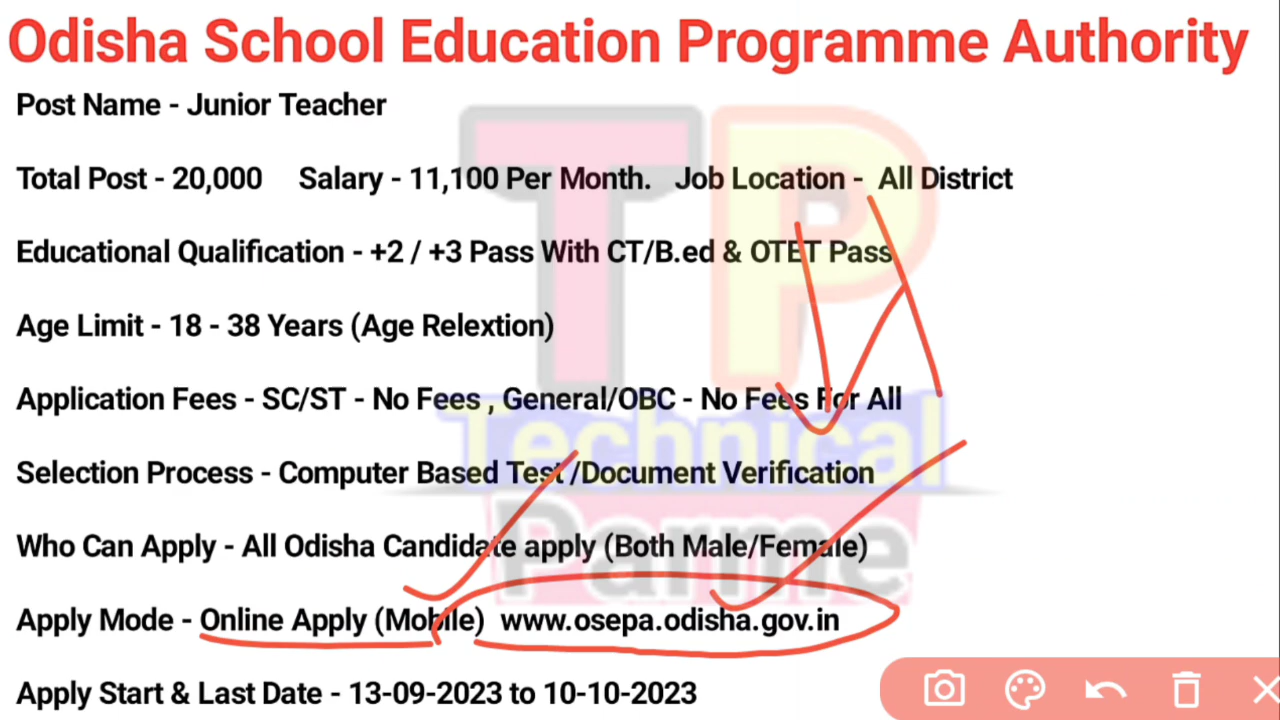 Odisha School Education Programme Authority
Post Name - Junior Teacher
Total Post - 20,000 Salary - 11,100 Per Month. Job Location - All District
Educational Qualification - +2 / +3 Pass With CT/B.ed & OTET Pass
Age Limit - 18 - 38 Years (Age Relextion)
Application Fees - SC/ST - No Fees , General/OBC - No Fees For All
Selection Process - Computer Based Test /Document Verification
Who Can Apply - All Odisha Candidate apply (Both Male/Female)
Apply Mode - Online Apply (Mobile) www.osepa.odisha.gov.in
Apply Start & Last Date - 13-09-2023 to 10-10-2023
TP
Technical
Parme